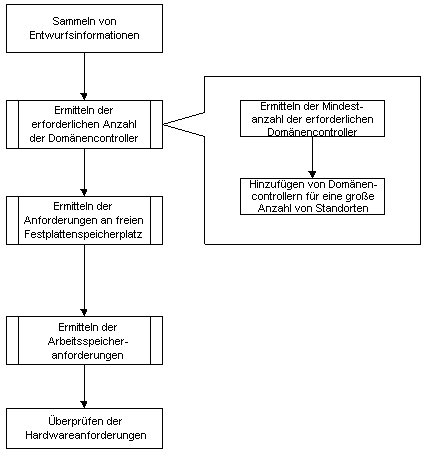 Sammeln von
Entwurfsinformationen
Ermitteln der
erforderlichen Anzahl
der Domänencontroller
Ermitteln der Mindest-
anzahl der erforderlichen
Domänencontroller
Hinzufügen von Domänen-
controllern für eine große
Anzahl von Standorten
Ermitteln der
Anforderungen an freien
Festplattenspeicherplatz
Ermitteln der
Arbeitsspeicher-
anforderungen
Überprüfen der
Hardwareanforderungen